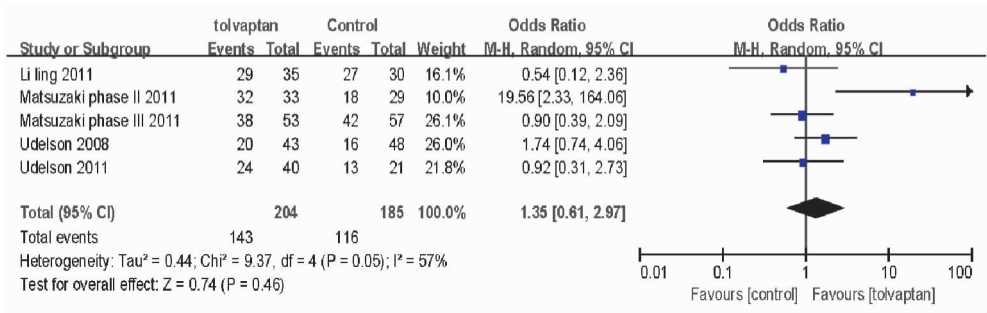 tolvaptan Control Odds Ratio Odds Ratio
Study or Subgroup Events Total Events Total Weight M-H, Random, 95% CI M-H, Random, 95% CI
Li ling 2011 29 35 27 30 16.1% 0.54 [0.12, 2.36]
Matsuzaki phase II 2011 32 33 18 29 10.0% 19.56 [2.33, 164.06]
Matsuzaki phase III 2011 38 53 42 57 26.1% 0.90 [0.39, 2.09]
Udelson 2008 20 43 16 48 26.0% 1.74 [0.74, 4.06]
Udelson 2011 24 40 13 21 21.8% 0.92 [0.31, 2.73]
Total (95% CI) 204 185 100.0% 1.35 [0.61, 2.97]
Total events 143 116
Heterogeneity: Tau² = 0.44; Chi² = 9.37, df = 4 (P = 0.05); I² = 57%
Test for overall effect: Z = 0.74 (P = 0.46)
0.01 0.1 1 10 100
Favours [control] Favours [tolvaptan]